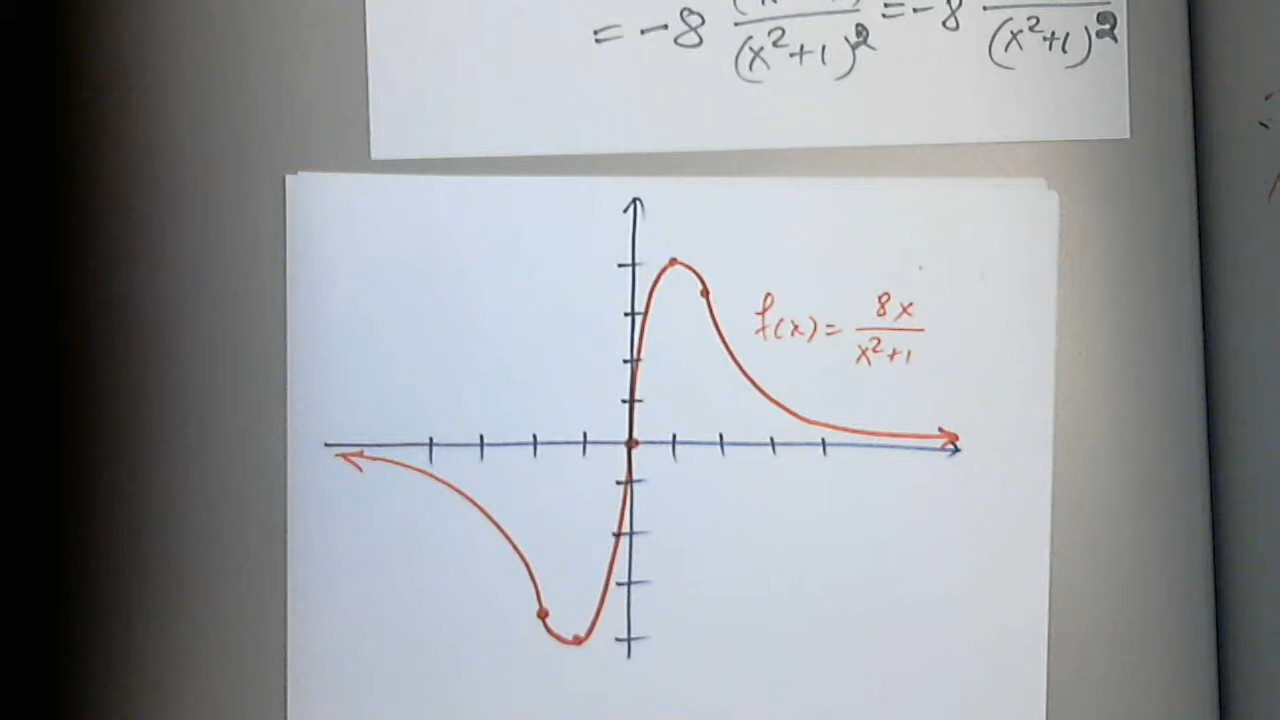 = -8 /(x²+1)² = -8 /(x²+1)²
f(x) = 8x/(x²+1)